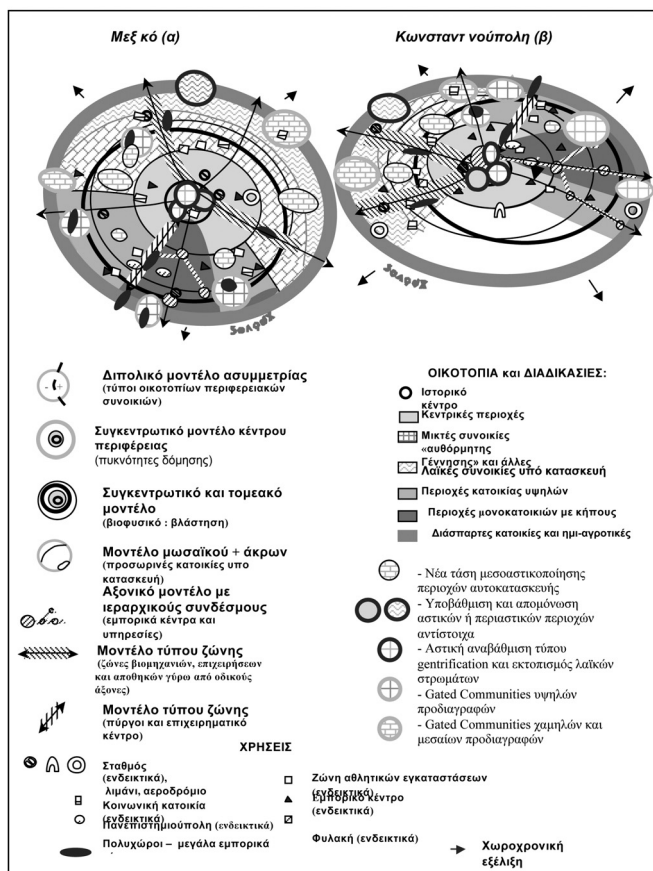 Μεξ κό (α)
Κωνσταντ νούπολη (β)
χρόνος
χρόνος
Διπολικό μοντέλο ασυμμετρίας
(τύποι οικοτοπίων περιφερειακών
συνοικιών)
Συγκεντρωτικό μοντέλο κέντρου
περιφέρειας
(πυκνότητες δόμησης)
Συγκεντρωτικό και τομεακό
μοντέλο
(βιοφυσικό : βλάστηση)
Μοντέλο μωσαϊκού + άκρων
(προσωρινές κατοικίες υπο
κατασκευή)
Αξονικό μοντέλο με
ιεραρχικούς συνδέσμους
(εμπορικά κέντρα και
υπηρεσίες)
Μοντέλο τύπου ζώνης
(ζώνες βιομηχανιών, επιχειρήσεων
και αποθηκών γύρω από οδικούς
άξονες)
Μοντέλο τύπου ζώνης
(πύργοι και επιχειρηματικό
κέντρο)
ΟΙΚΟΤΟΠΙΑ και ΔΙΑΔΙΚΑΣΙΕΣ:
Ιστορικό
κέντρο
Κεντρικές περιοχές
Μικτές συνοικίες
«αυθόρμητης
Γέννησης» και άλλες
Λαϊκές συνοικίες υπό κατασκευή
Περιοχές κατοικίας υψηλών
Περιοχές μονοκατοικιών με κήπους
Διάσπαρτες κατοικίες και ημι-αγροτικές
- Νέα τάση μεσοαστικοποίησης
περιοχών αυτοκατασκευής
- Υποβάθμιση και απομόνωση
αστικών ή περιαστικών περιοχών
αντίστοιχα
- Αστική αναβάθμιση τύπου
gentrification και εκτοπισμός λαϊκών
στρωμάτων
- Gated Communities υψηλών
προδιαγραφών
- Gated Communities χαμηλών και
μεσαίων προδιαγραφών
ΧΡΗΣΕΙΣ
Σταθμός
(ενδεικτικά),
λιμάνι, αεροδρόμιο
Κοινωνική κατοικία
(ενδεικτικά)
Πανεπιστημιούπολη (ενδεικτικά)
Πολυχώροι – μεγάλα εμπορικά
Ζώνη αθλητικών εγκαταστάσεων
(ενδεικτικά)
Εμπορικό κέντρο
(ενδεικτικά)
Φυλακή (ενδεικτικά)
Χωροχρονική
εξέλιξη